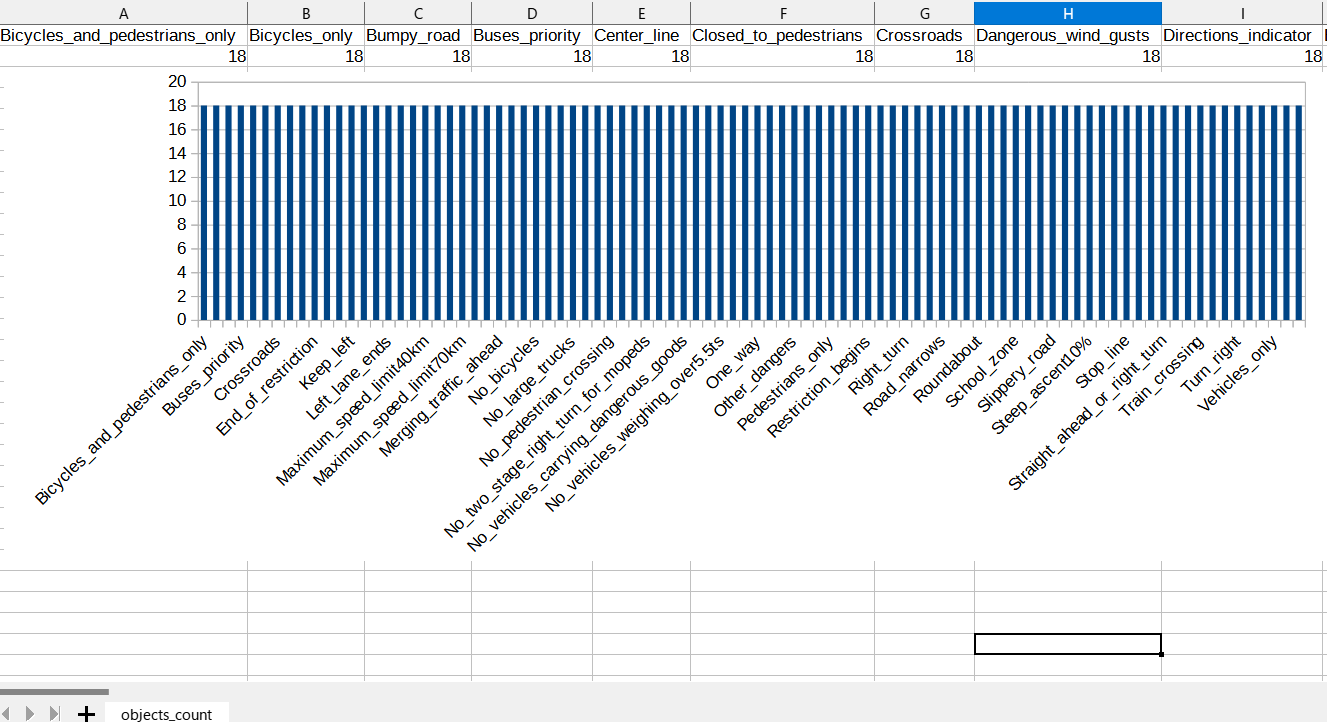 A B C D E F G H I
Bicycles_and_pedestrians_only Bicycles_only Bumpy_road Buses_priority Center_line Closed_to_pedestrians Crossroads Dangerous_wind_gusts Directions_indicator
18 18 18 18 18 18 18 18 18
20
18
16
14
12
10
8
6
4
2
0
Bicycles_and_pedestrians_only
Buses_priority
Crossroads
End_of_restriction
Keep_left
Left_lane_ends
Maximum_speed_limit40km
Maximum_speed_limit70km
Merging_traffic_ahead
No_bicycles
No_large_trucks
No_pedestrian_crossing
No_two_stage_right_turn_for_mopeds
No_vehicles_carrying_dangerous_goods
No_vehicles_weighing_over5.5ts
One_way
Other_dangers
Pedestrians_only
Restriction_begins
Right_turn
Road_narrows
Roundabout
School_zone
Slippery_road
Steep_ascent10%
Stop_line
Straight_ahead_or_right_turn
Train_crossing
Turn_right
Vehicles_only
objects_count